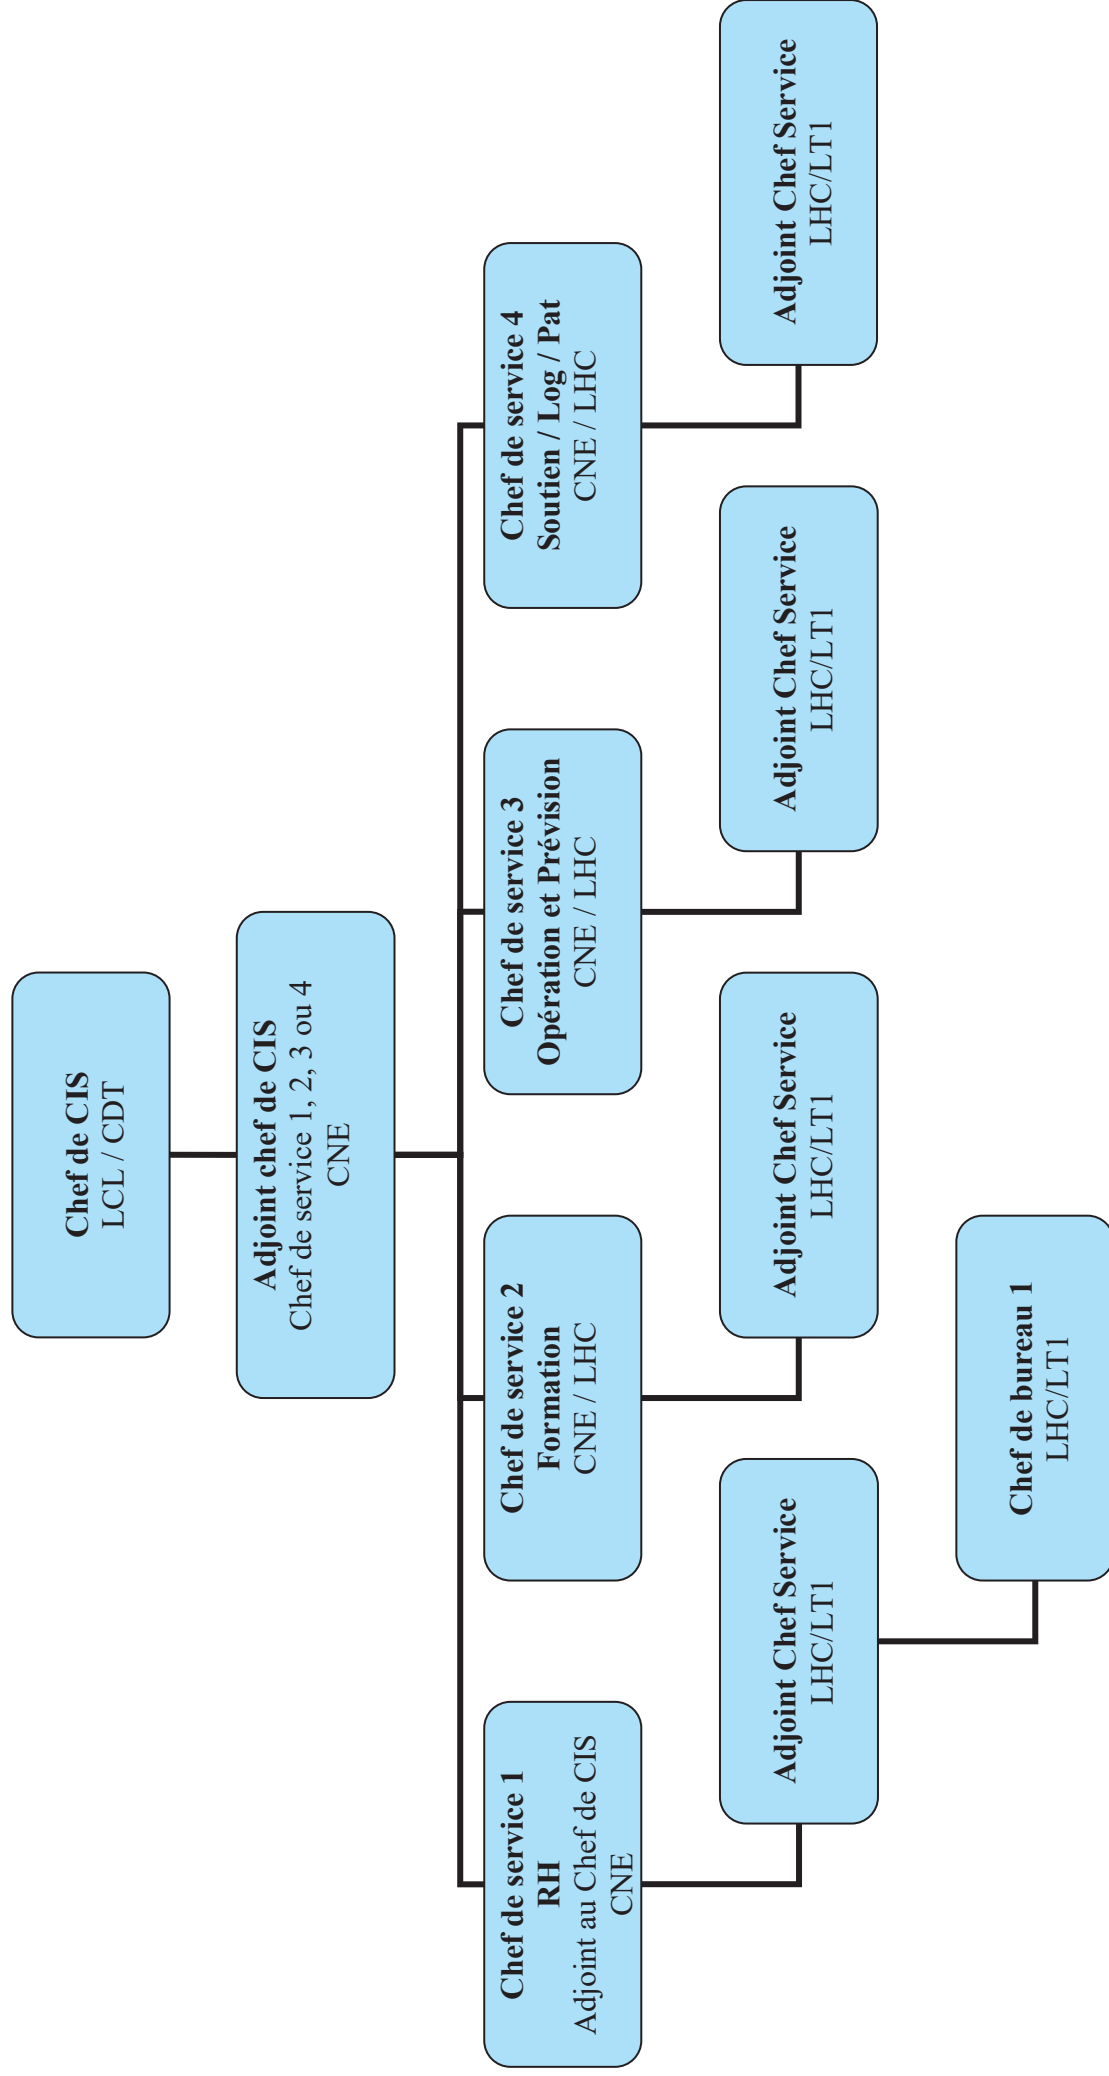 Chef de CIS
LCL / CDT
Adjoint chef de CIS
Chef de service 1, 2, 3 ou 4
CNE
Chef de service 1
RH
Adjoint au Chef de CIS
CNE
Chef de service 2
Formation
CNE / LHC
Chef de service 3
Opération et Prévision
CNE / LHC
Chef de service 4
Soutien / Log / Pat
CNE / LHC
Adjoint Chef Service
LHC/LT1
Adjoint Chef Service
LHC/LT1
Adjoint Chef Service
LHC/LT1
Adjoint Chef Service
LHC/LT1
Chef de bureau 1
LHC/LT1